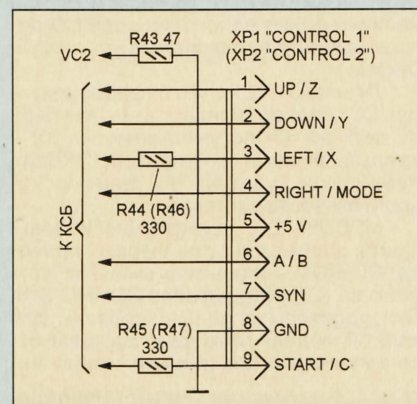 R43 47
XP1 "CONTROL 1"
(XP2 "CONTROL 2")
VC2
1 UP / Z
2 DOWN / Y
3 LEFT / X
4 RIGHT / MODE
R44 (R46)
330
5 +5 V
К КСБ
6 A / B
7 SYN
R45 (R47)
330
8 GND
9 START / C